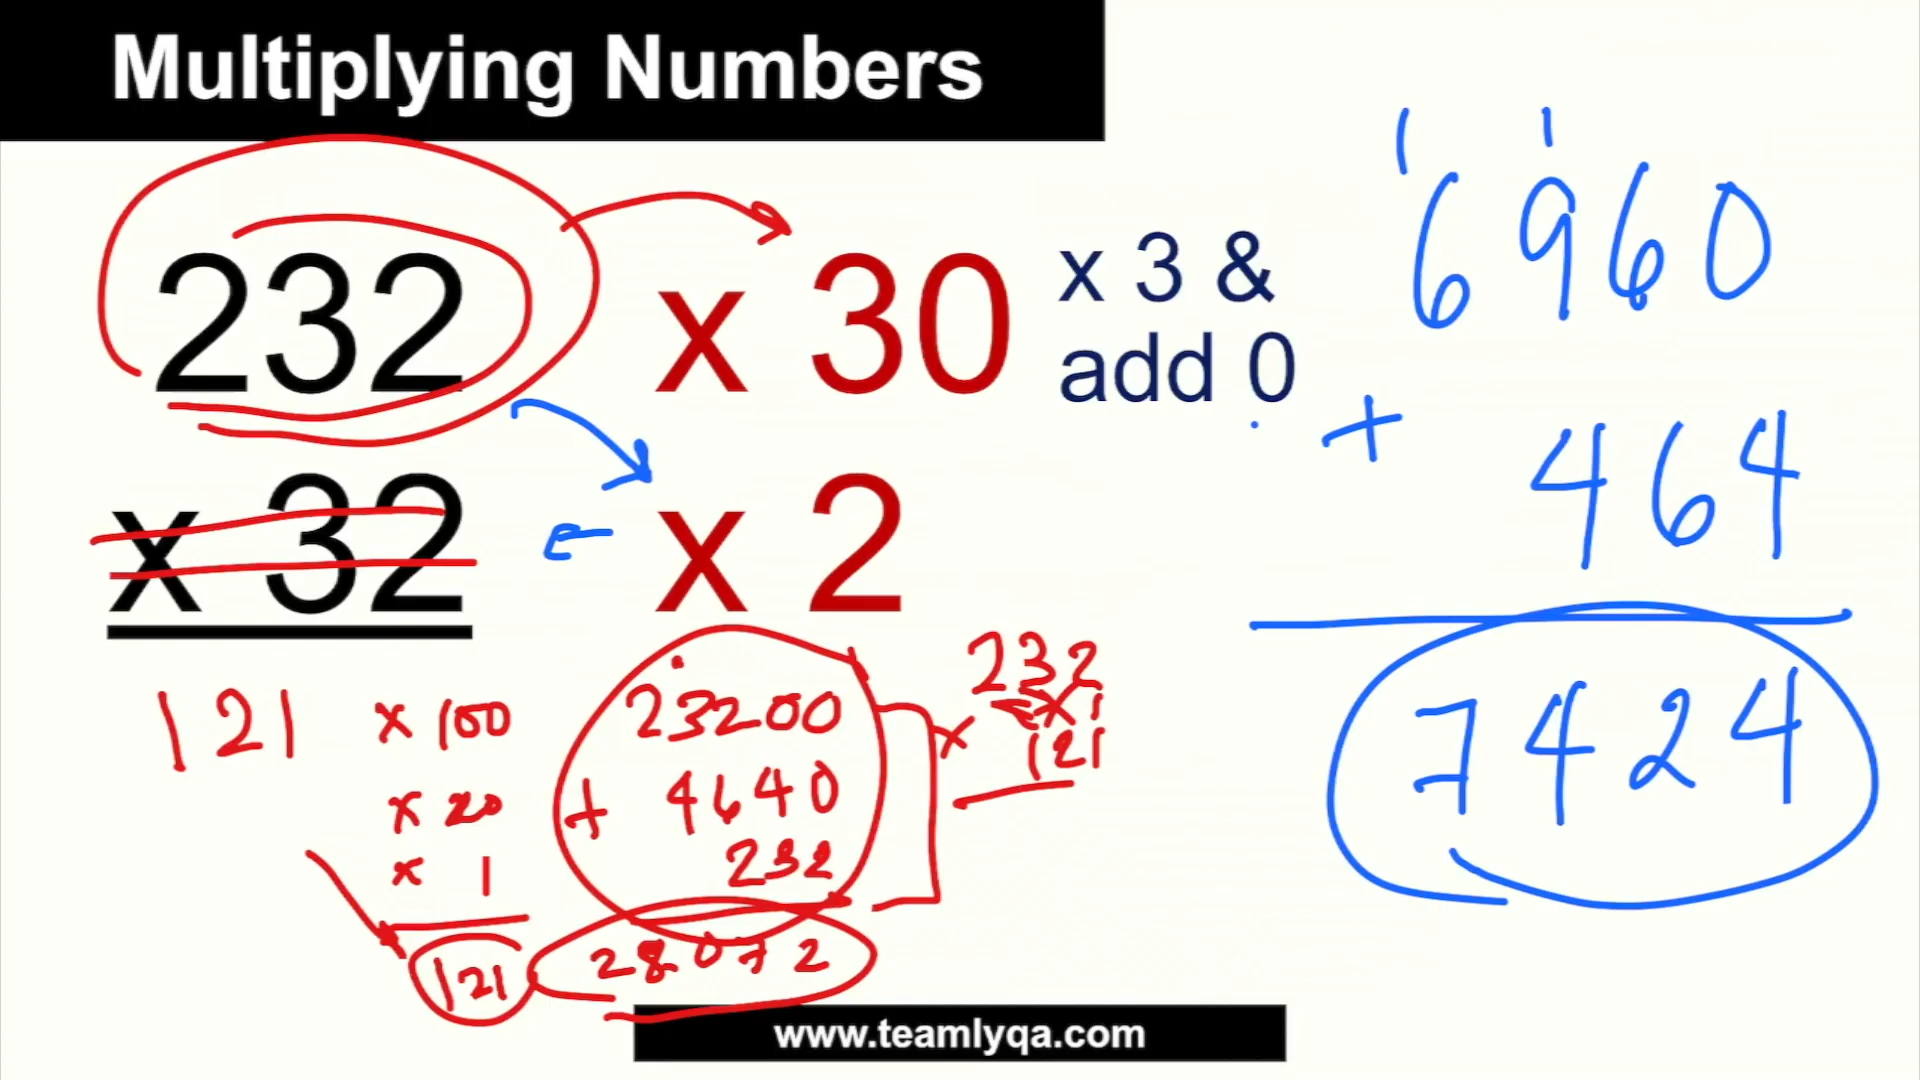 Multiplying Numbers
232 x 30 x 3 &
add 0
x 32 x 2
1 1
6960
+ 464
7424
121 x 100
x 20
x 1
121
23200
+ 4640
232
28072
232
x 121
www.teamlyqa.com